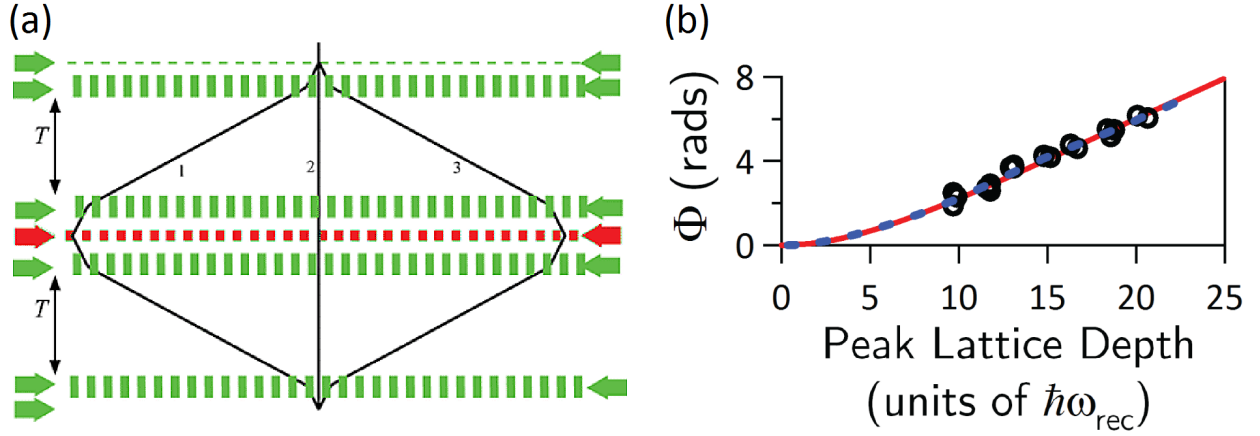 (a)
T
1
2
3
T
(b)
Φ (rads)
8
4
0
0 5 10 15 20 25
Peak Lattice Depth
(units of ħω_rec)